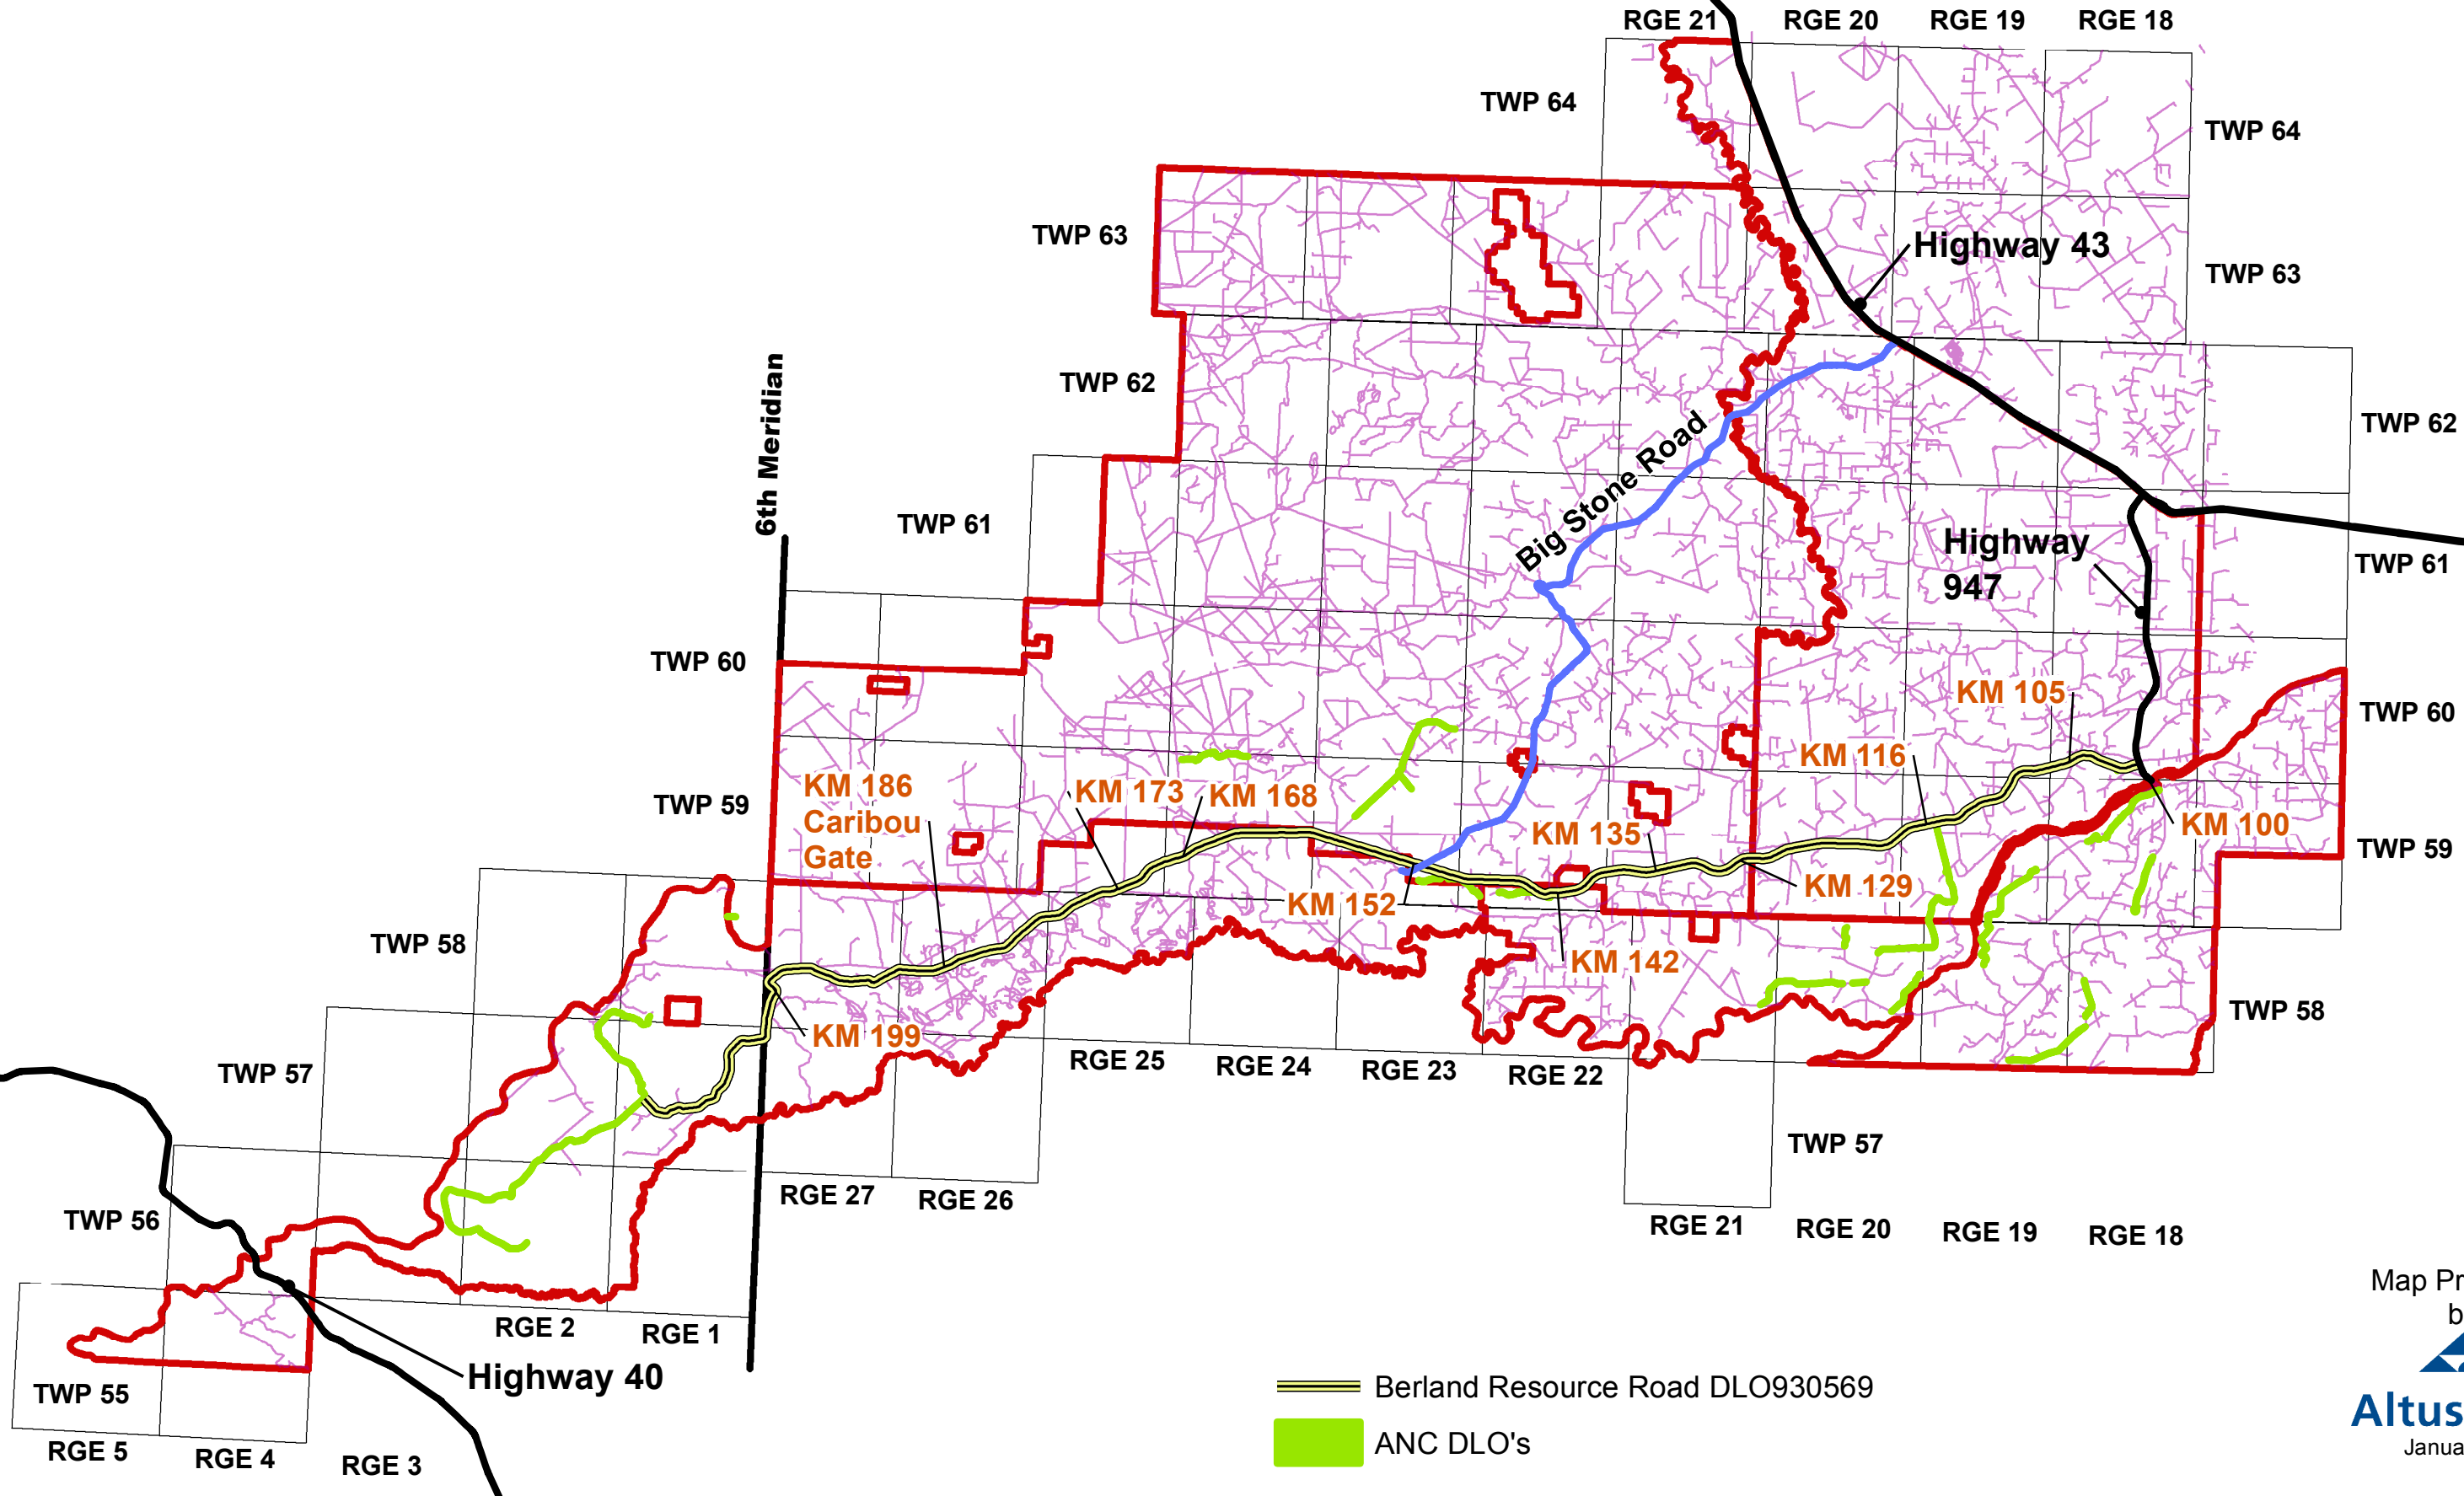 RGE 21
RGE 20
RGE 19
RGE 18
TWP 64
TWP 64
TWP 63
Highway 43
TWP 63
TWP 62
6th Meridian
TWP 62
Big Stone Road
TWP 61
Highway
947
TWP 61
TWP 60
KM 105
TWP 60
KM 116
KM 186
Caribou
Gate
KM 173
KM 168
TWP 59
KM 135
KM 100
TWP 59
KM 129
KM 152
TWP 58
KM 142
TWP 58
KM 199
RGE 25
RGE 24
RGE 23
RGE 22
TWP 57
TWP 57
RGE 27
RGE 26
TWP 56
RGE 21
RGE 20
RGE 19
RGE 18
Map Pr
b
RGE 2
RGE 1
Highway 40
TWP 55
Berland Resource Road DLO930569
Altus
RGE 5
RGE 4
RGE 3
ANC DLO's
Janua